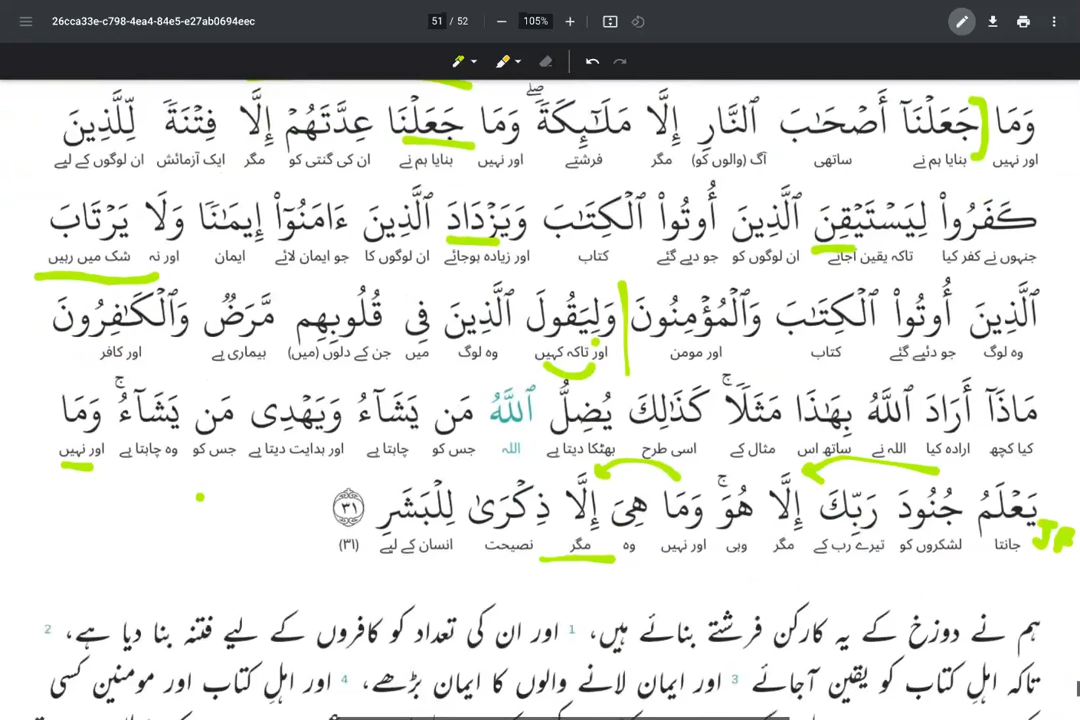 26cca33e-c798-4ea4-84e5-e27ab0694eec 51 / 52 105%
وَمَا جَعَلۡنَآ أَصۡحَٰبَ ٱلنَّارِ إِلَّا مَلَٰٓئِكَةٗۖ وَمَا جَعَلۡنَا عِدَّتَهُمۡ إِلَّا فِتۡنَةٗ لِّلَّذِينَ
اور نہیں بنایا ہم نے ساتھی آگ (والوں کو) مگر فرشتے اور نہیں بنایا ہم نے ان کی گنتی کو مگر ایک آزمائش ان لوگوں کے لیے
كَفَرُواْ لِيَسۡتَيۡقِنَ ٱلَّذِينَ أُوتُواْ ٱلۡكِتَٰبَ وَيَزۡدَادَ ٱلَّذِينَ ءَامَنُوٓاْ إِيمَٰنٗا وَلَا يَرۡتَابَ
جنہوں نے کفر کیا تاکہ یقین آجائے ان لوگوں کو جو دیے گئے کتاب اور زیادہ ہوجائے ان لوگوں کا جو ایمان لائے ایمان اور نہ شک میں رہیں
ٱلَّذِينَ أُوتُواْ ٱلۡكِتَٰبَ وَٱلۡمُؤۡمِنُونَ وَلِيَقُولَ ٱلَّذِينَ فِى قُلُوبِهِم مَّرَضٞ وَٱلۡكَٰفِرُونَ
وہ لوگ جو دئیے گئے کتاب اور مومن اور تاکہ کہیں وہ لوگ میں جن کے دلوں (میں) بیماری ہے اور کافر
مَاذَآ أَرَادَ ٱللَّهُ بِهَٰذَا مَثَلٗاۚ كَذَٰلِكَ يُضِلُّ ٱللَّهُ مَن يَشَآءُ وَيَهۡدِى مَن يَشَآءُۚ وَمَا
کیا کچھ ارادہ کیا اللہ نے ساتھ اس مثال کے اسی طرح بھٹکا دیتا ہے اللہ جس کو چاہتا ہے اور ہدایت دیتا ہے جس کو وہ چاہتا ہے اور نہیں
يَعۡلَمُ جُنُودَ رَبِّكَ إِلَّا هُوَۚ وَمَا هِىَ إِلَّا ذِكۡرَىٰ لِلۡبَشَرِ ٣١
جانتا لشکروں کو تیرے رب کے مگر وہی اور نہیں وہ مگر نصیحت انسان کے لیے (٣١)
ہم نے دوزخ کے یہ کارکن فرشتے بنائے ہیں، 1 اور ان کی تعداد کو کافروں کے لیے فتنہ بنا دیا ہے، 2
تاکہ اہلِ کتاب کو یقین آجائے 3 اور ایمان لانے والوں کا ایمان بڑھے، 4 اور اہلِ کتاب اور مومنین کسی